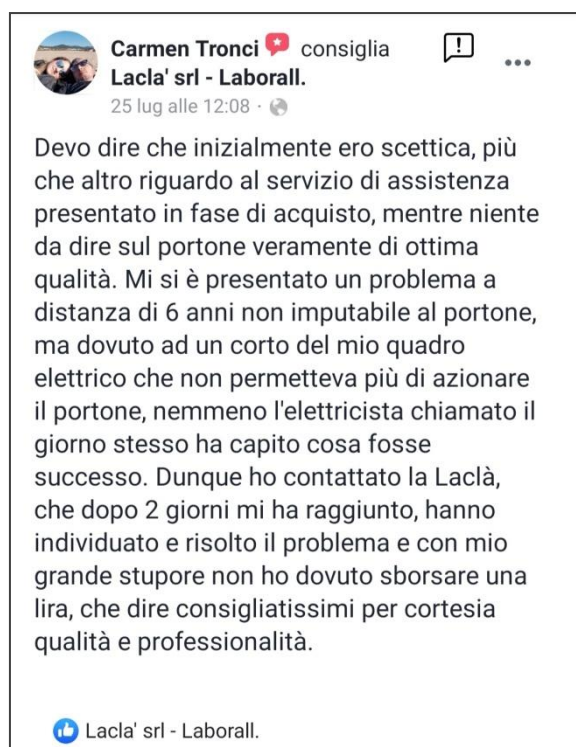 Carmen Tronci consiglia
Lacla' srl - Laborall.
25 lug alle 12:08 ·
Devo dire che inizialmente ero scettica, più
che altro riguardo al servizio di assistenza
presentato in fase di acquisto, mentre niente
da dire sul portone veramente di ottima
qualità. Mi si è presentato un problema a
distanza di 6 anni non imputabile al portone,
ma dovuto ad un corto del mio quadro
elettrico che non permetteva più di azionare
il portone, nemmeno l'elettricista chiamato il
giorno stesso ha capito cosa fosse
successo. Dunque ho contattato la Laclà,
che dopo 2 giorni mi ha raggiunto, hanno
individuato e risolto il problema e con mio
grande stupore non ho dovuto sborsare una
lira, che dire consigliatissimi per cortesia
qualità e professionalità.
Lacla' srl - Laborall.